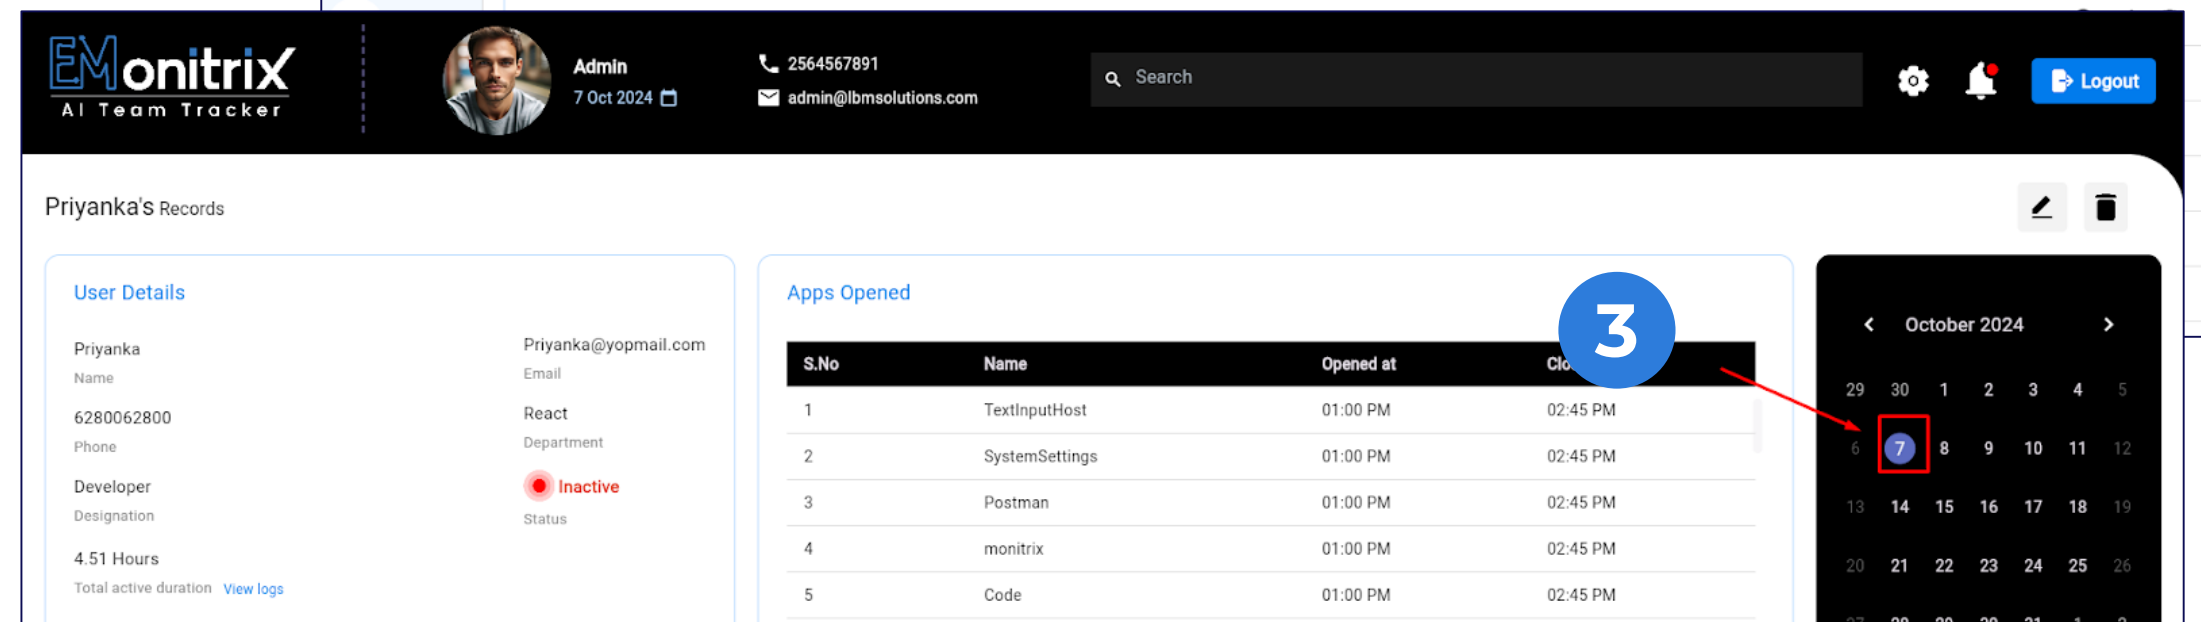 EMonitrix
AI Team Tracker
Admin
7 Oct 2024
2564567891
admin@lbmsolutions.com
Search
Logout
Priyanka's Records
User Details
Priyanka
Name
6280062800
Phone
Developer
Designation
4.51 Hours
Total active duration View logs
Priyanka@yopmail.com
Email
React
Department
Inactive
Status
Apps Opened
3
S.No Name Opened at
1 TextInputHost 01:00 PM 02:45 PM
2 SystemSettings 01:00 PM 02:45 PM
3 Postman 01:00 PM 02:45 PM
4 monitrix 01:00 PM 02:45 PM
5 Code 01:00 PM 02:45 PM
October 2024
29 30 1 2 3 4 5
6 7 8 9 10 11 12
13 14 15 16 17 18 19
20 21 22 23 24 25 26